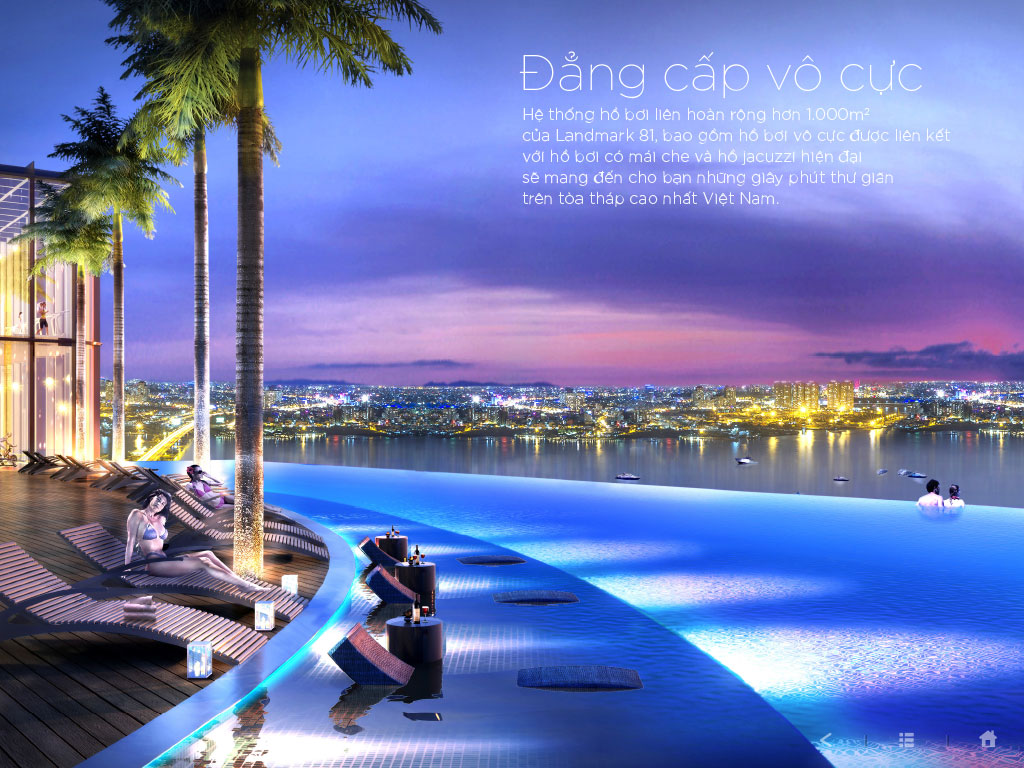 Đẳng cấp vô cực
Hệ thống hồ bơi liên hoàn rộng hơn 1.000m²
của Landmark 81, bao gồm hồ bơi vô cực được liên kết
với hồ bơi có mái che và hồ jacuzzi hiện đại
sẽ mang đến cho bạn những giây phút thư giãn
trên tòa tháp cao nhất Việt Nam.